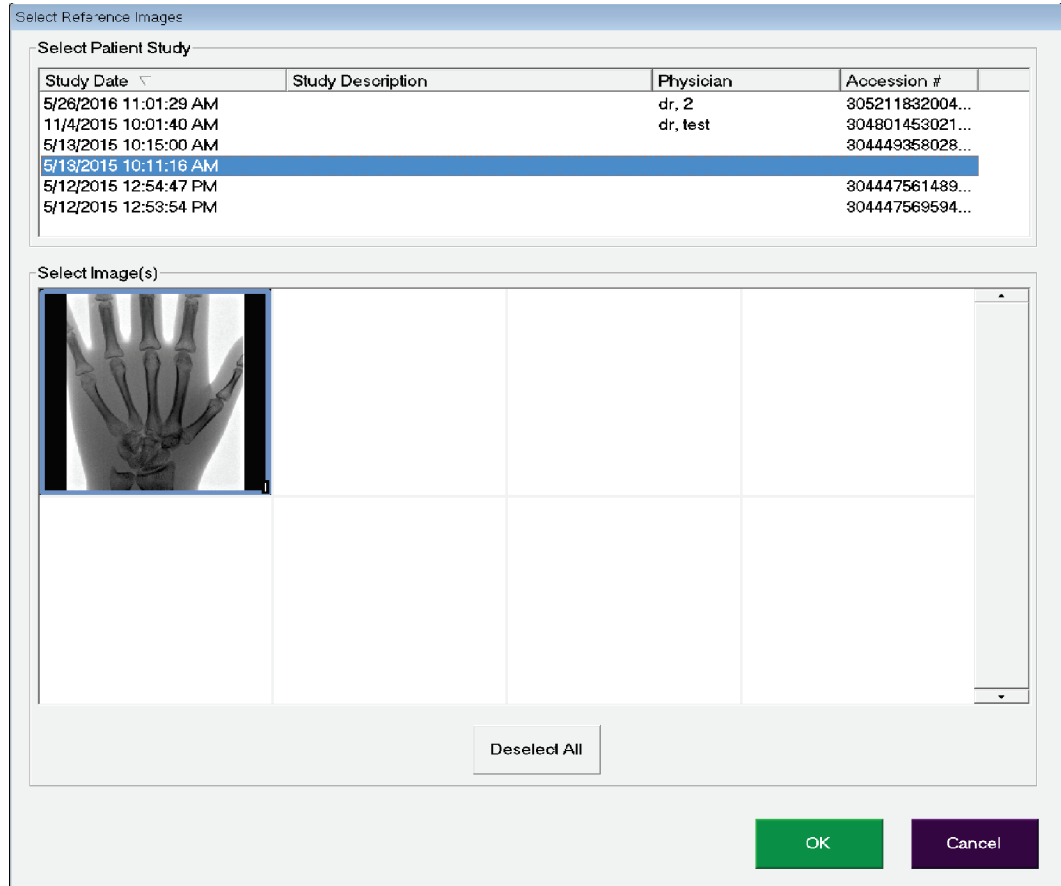 Select Reference Images
Select Patient Study
Study Date Study Description Physician Accession #
5/26/2016 11:01:29 AM dr, 2 305211832004...
11/4/2015 10:01:40 AM dr, test 304801453021...
5/13/2015 10:15:00 AM 304449358028...
5/13/2015 10:11:16 AM
5/12/2015 12:54:47 PM 304447561489...
5/12/2015 12:53:54 PM 304447569594...
Select Image(s)
Deselect All
OK Cancel